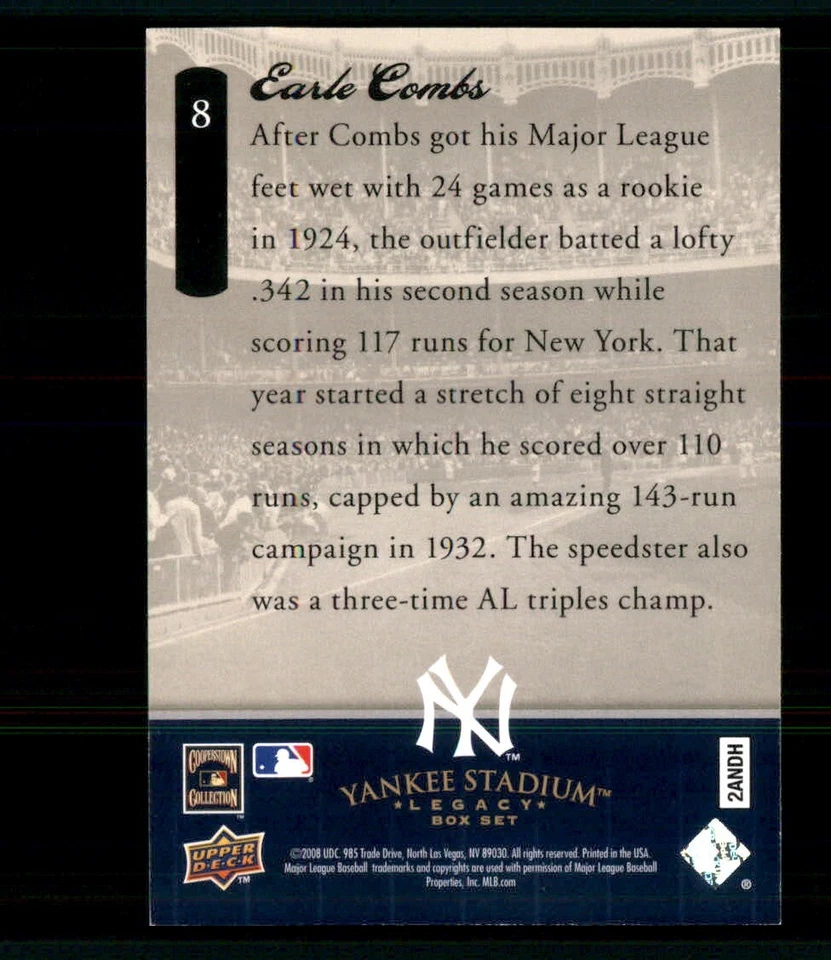 8
Earle Combs
After Combs got his Major League
feet wet with 24 games as a rookie
in 1924, the outfielder batted a lofty
.342 in his second season while
scoring 117 runs for New York. That
year started a stretch of eight straight
seasons in which he scored over 110
runs, capped by an amazing 143-run
campaign in 1932. The speedster also
was a three-time AL triples champ.
NY TM
COOPERSTOWN
COLLECTION
TM
®
YANKEE STADIUM™
★LEGACY★
BOX SET
2ANDH
UPPER
D·E·C·K
TM
©2008 UDC. 985 Trade Drive, North Las Vegas, NV 89030. All rights reserved. Printed in the USA.
Major League Baseball trademarks and copyrights are used with permission of Major League Baseball
Properties, Inc. MLB.com
®